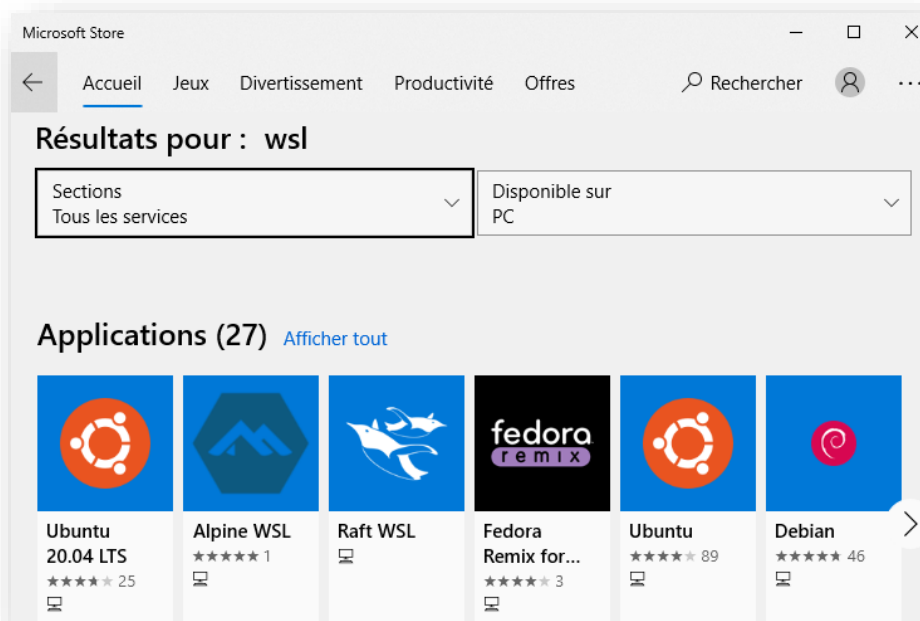 Microsoft Store
Accueil Jeux Divertissement Productivité Offres Rechercher
Résultats pour : wsl
Sections
Tous les services
Disponible sur
PC
Applications (27) Afficher tout
fedora
remix
Ubuntu
20.04 LTS
25
Alpine WSL
1
Raft WSL
Fedora
Remix for...
3
Ubuntu
89
Debian
46